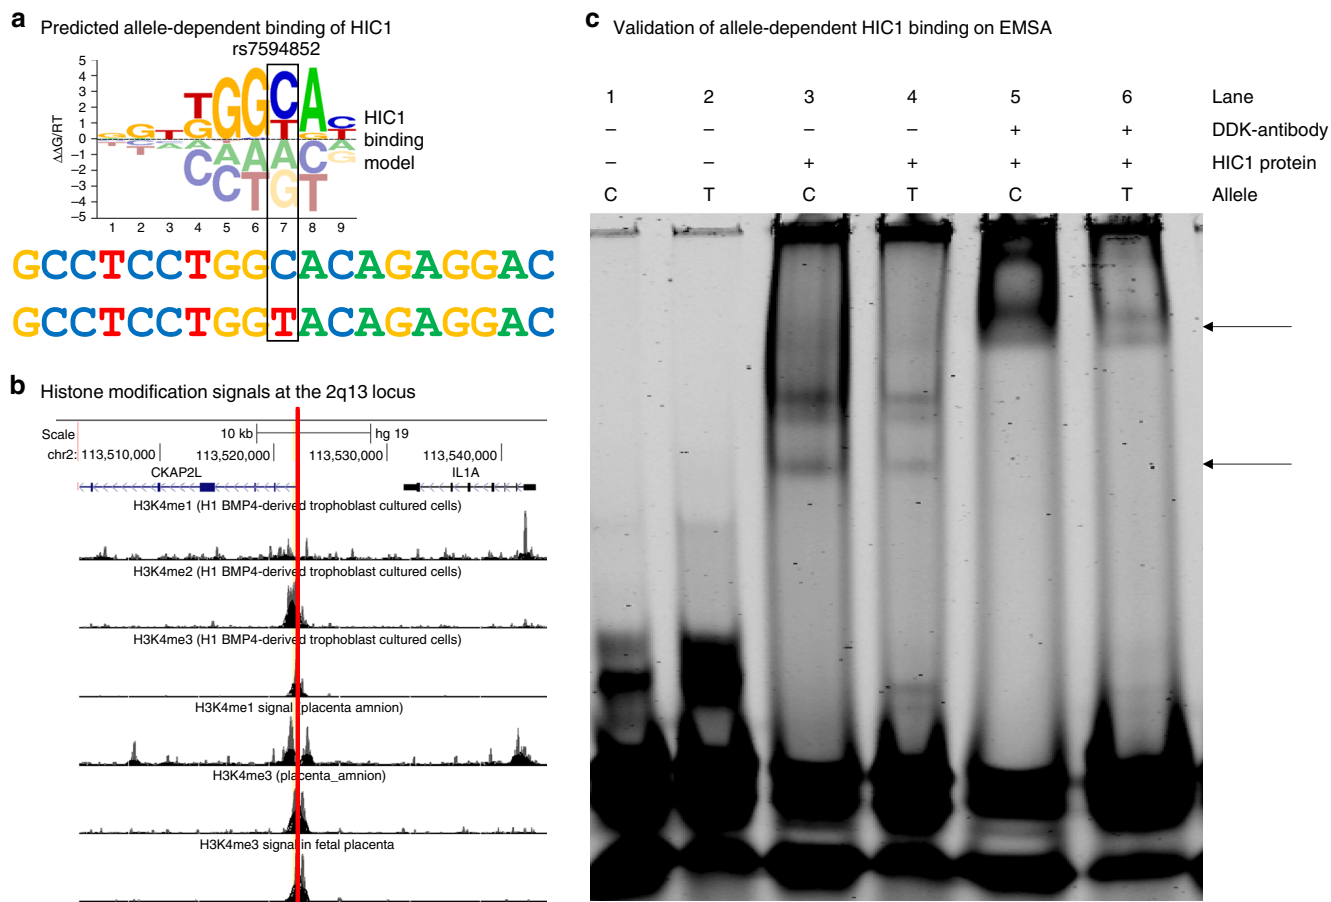 a Predicted allele-dependent binding of HIC1
rs7594852
5
4
3
2
1
0
−1
−2
−3
−4
−5
ΔΔG/RT
HIC1
binding
model
1 2 3 4 5 6 7 8 9
GCCTCCTGGCACAGAGGAC
GCCTCCTGGTACAGAGGAC
b Histone modification signals at the 2q13 locus
Scale 10 kb hg 19
chr2: 113,510,000 113,520,000 113,530,000 113,540,000
CKAP2L IL1A
H3K4me1 (H1 BMP4-derived trophoblast cultured cells)
H3K4me2 (H1 BMP4-derived trophoblast cultured cells)
H3K4me3 (H1 BMP4-derived trophoblast cultured cells)
H3K4me1 signal (placenta amnion)
H3K4me3 (placenta_amnion)
H3K4me3 signal in fetal placenta
c Validation of allele-dependent HIC1 binding on EMSA
1 2 3 4 5 6 Lane
− − − − + + DDK-antibody
− − + + + + HIC1 protein
C T C T C T Allele